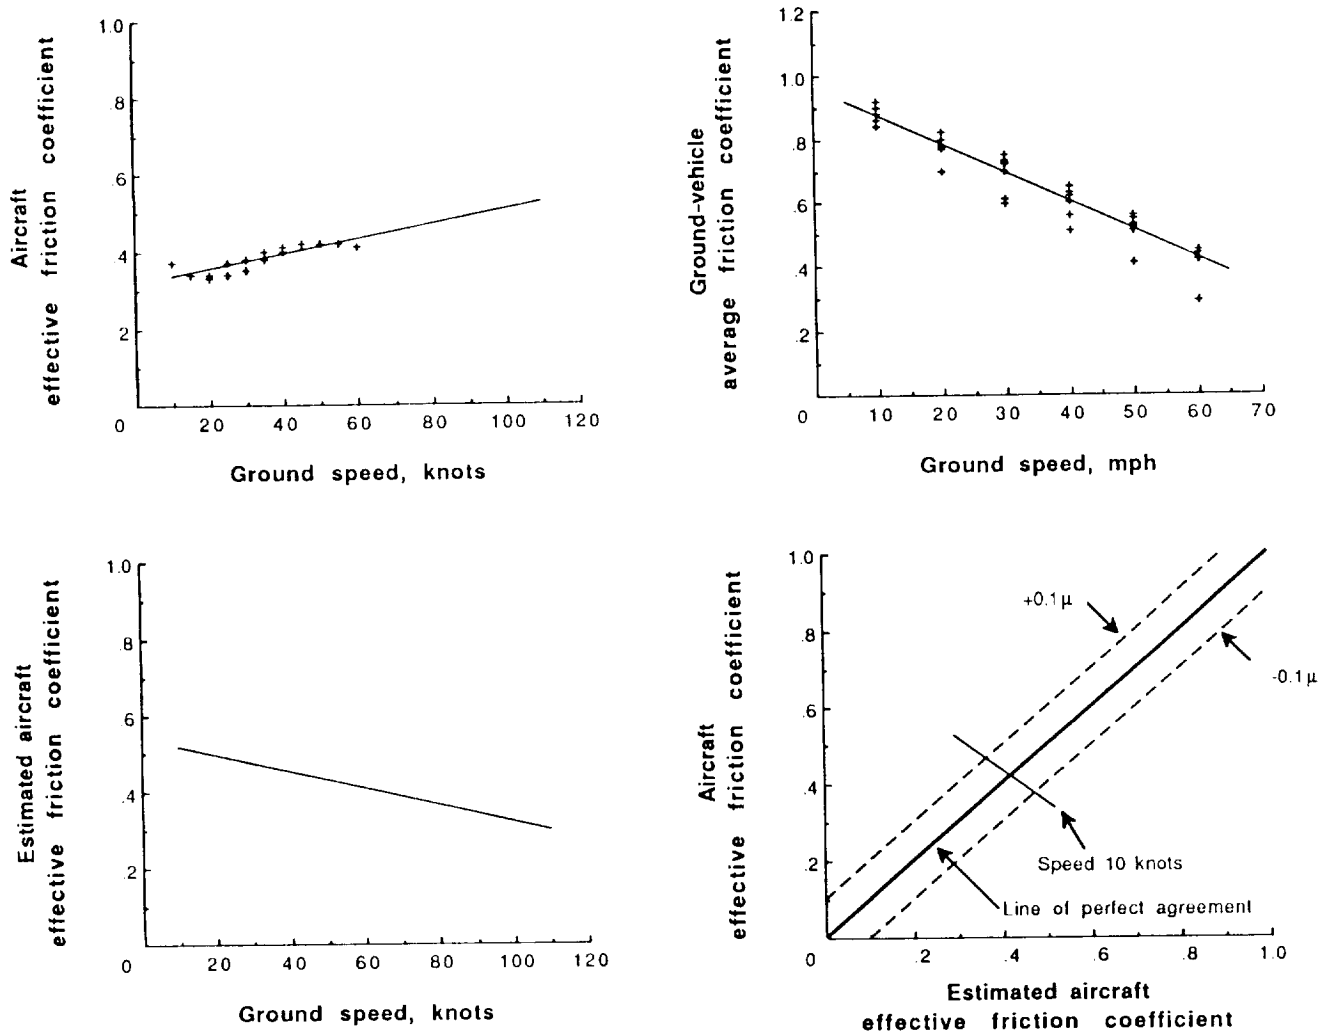 Aircraft
effective friction coefficient
1.0
.8
.6
.4
.2
0
20
40
60
80
100
120
Ground speed, knots
Ground-vehicle
average friction coefficient
1.2
1.0
.8
.6
.4
.2
0
10
20
30
40
50
60
70
Ground speed, mph
Estimated aircraft
effective friction coefficient
1.0
.8
.6
.4
.2
0
20
40
60
80
100
120
Ground speed, knots
Aircraft
effective friction coefficient
1.0
.8
.6
.4
.2
0
.2
.4
.6
.8
1.0
+0.1μ
-0.1μ
Speed 10 knots
Line of perfect agreement
Estimated aircraft
effective friction coefficient